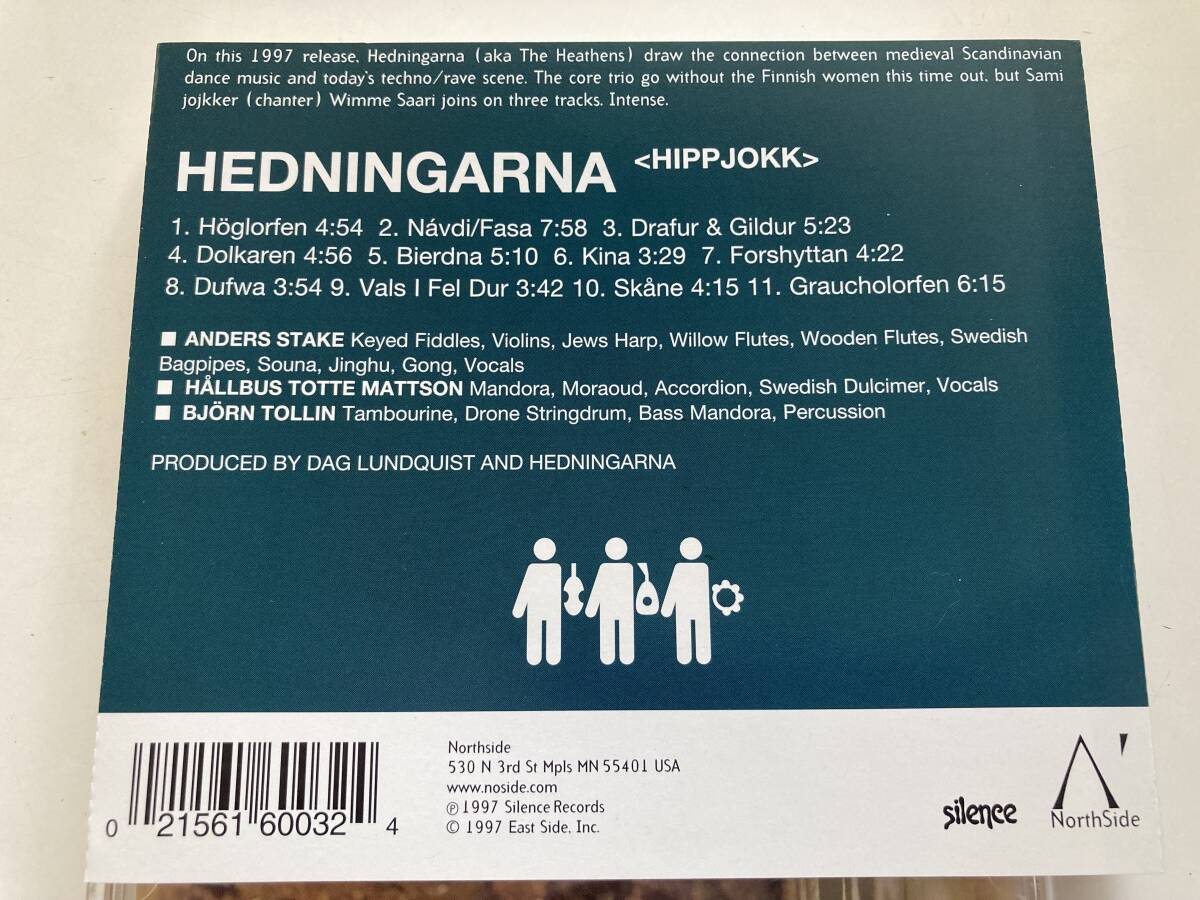 On this 1997 release, Hedningarna (aka The Heathens) draw the connection between medieval Scandinavian
dance music and today's techno/rave scene. The core trio go without the Finnish women this time out, but Sami
jojkker (chanter) Wimme Saari joins on three tracks. Intense.
HEDNINGARNA <HIPPJOKK>
1. Höglorfen 4:54 2. Návdi/Fasa 7:58 3. Drafur & Gildur 5:23
4. Dolkaren 4:56 5. Bierdna 5:10 6. Kina 3:29 7. Forshyttan 4:22
8. Dufwa 3:54 9. Vals I Fel Dur 3:42 10. Skåne 4:15 11. Graucholorfen 6:15
■ ANDERS STAKE Keyed Fiddles, Violins, Jews Harp, Willow Flutes, Wooden Flutes, Swedish
Bagpipes, Souna, Jinghu, Gong, Vocals
■ HÅLLBUS TOTTE MATTSON Mandora, Moraoud, Accordion, Swedish Dulcimer, Vocals
■ BJÖRN TOLLIN Tambourine, Drone Stringdrum, Bass Mandora, Percussion
PRODUCED BY DAG LUNDQUIST AND HEDNINGARNA
0 21561 60032 4
Northside
530 N 3rd St Mpls MN 55401 USA
www.noside.com
℗ 1997 Silence Records
© 1997 East Side, Inc.
silence
NorthSide